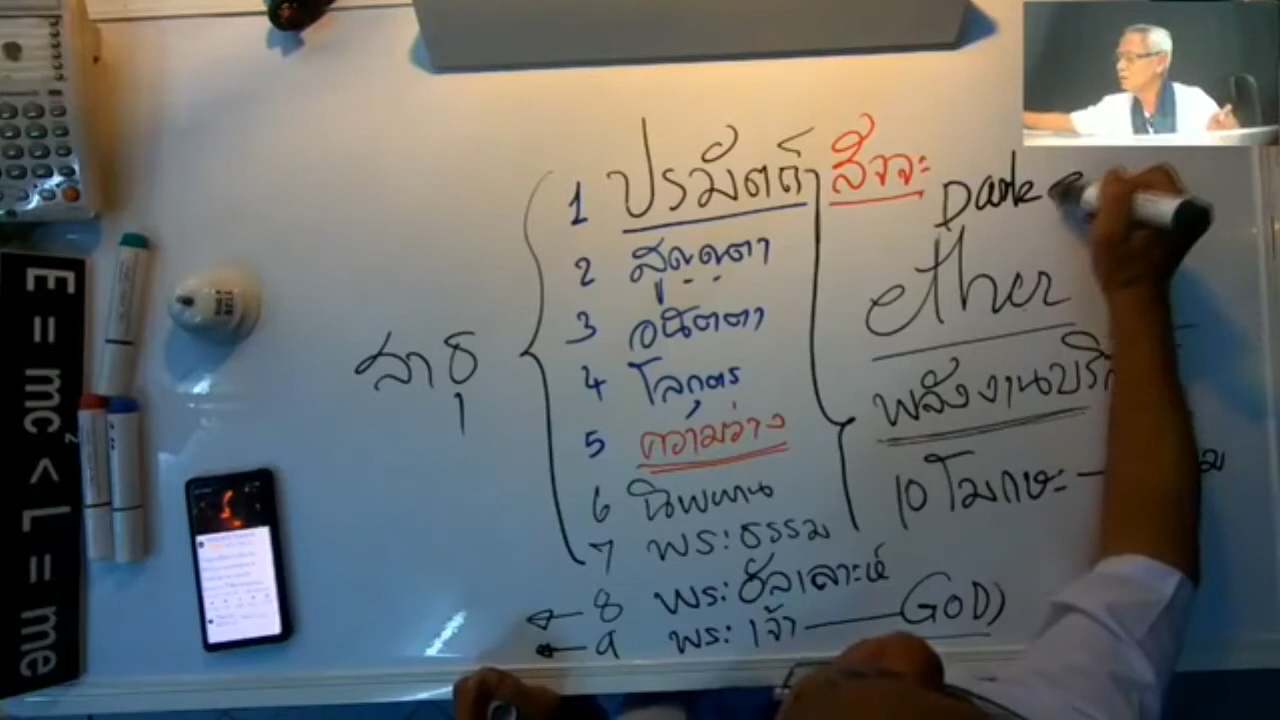 1 ปรมัตถ์ สัจจะ
2 สุญญตา
3 อนัตตา
4 โลกุตร
5 ความว่าง
6 นิพพาน
7 พระธรรม
8 พระอัลเลาะห์
9 พระเจ้า — GOD)
สาธุ
Dark
ether
พลังงานบริ
10 โมกษะ —
E = mc² < L = me